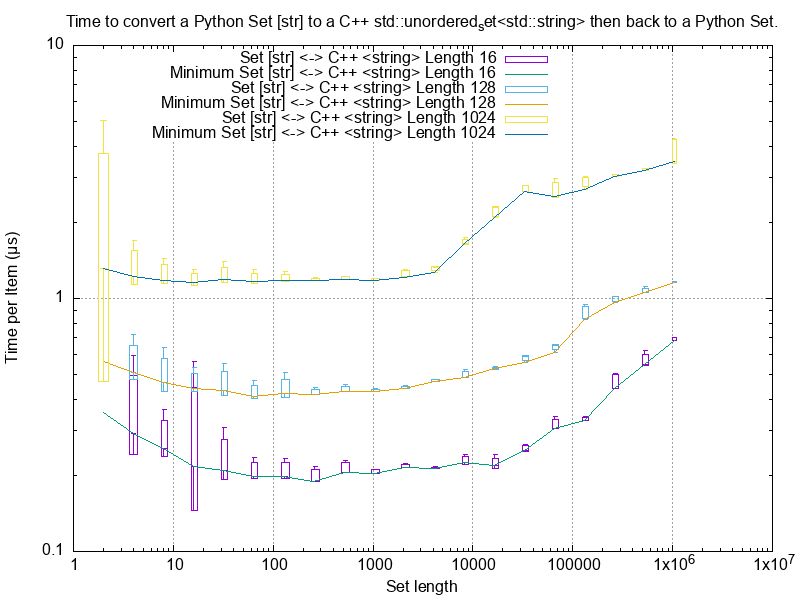 Time to convert a Python Set [str] to a C++ std::unordered_set<std::string> then back to a Python Set.
10
Set [str] <-> C++ <string> Length 16
Minimum Set [str] <-> C++ <string> Length 16
Set [str] <-> C++ <string> Length 128
Minimum Set [str] <-> C++ <string> Length 128
Set [str] <-> C++ <string> Length 1024
Minimum Set [str] <-> C++ <string> Length 1024
Time per Item (µs)
1
0.1
1 10 100 1000 10000 100000 1x10^6 1x10^7
Set length